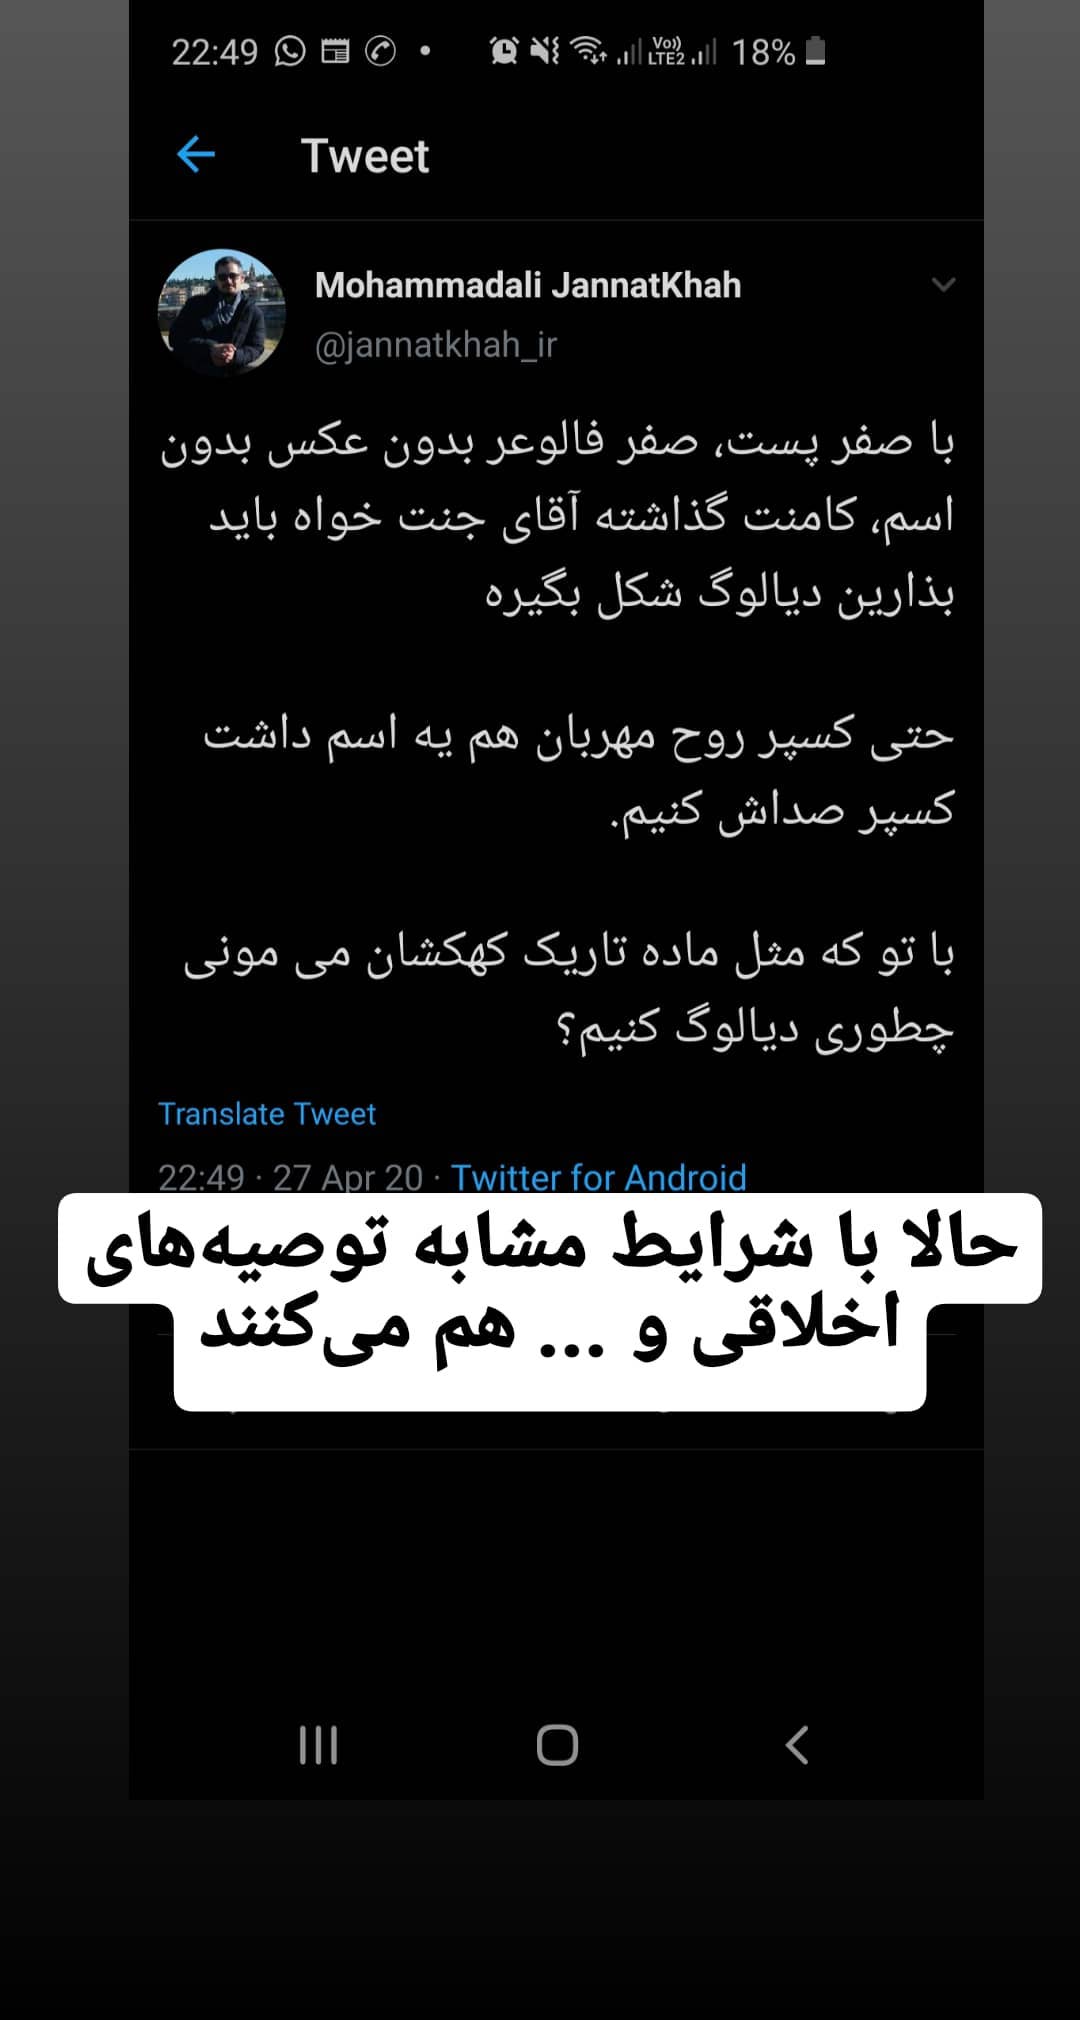 22:49
Vo)) LTE2 18%
Tweet
Mohammadali JannatKhah
@jannatkhah_ir
با صفر پست، صفر فالوعر بدون عکس بدون
اسم، کامنت گذاشته آقای جنت خواه باید
بذارین دیالوگ شکل بگیره
حتی کسپر روح مهربان هم یه اسم داشت
کسپر صداش کنیم.
با تو که مثل ماده تاریک کهکشان می مونی
چطوری دیالوگ کنیم؟
Translate Tweet
22:49 · 27 Apr 20 · Twitter for Android
حالا با شرایط مشابه توصیه‌های
اخلاقی و ... هم می‌کنند